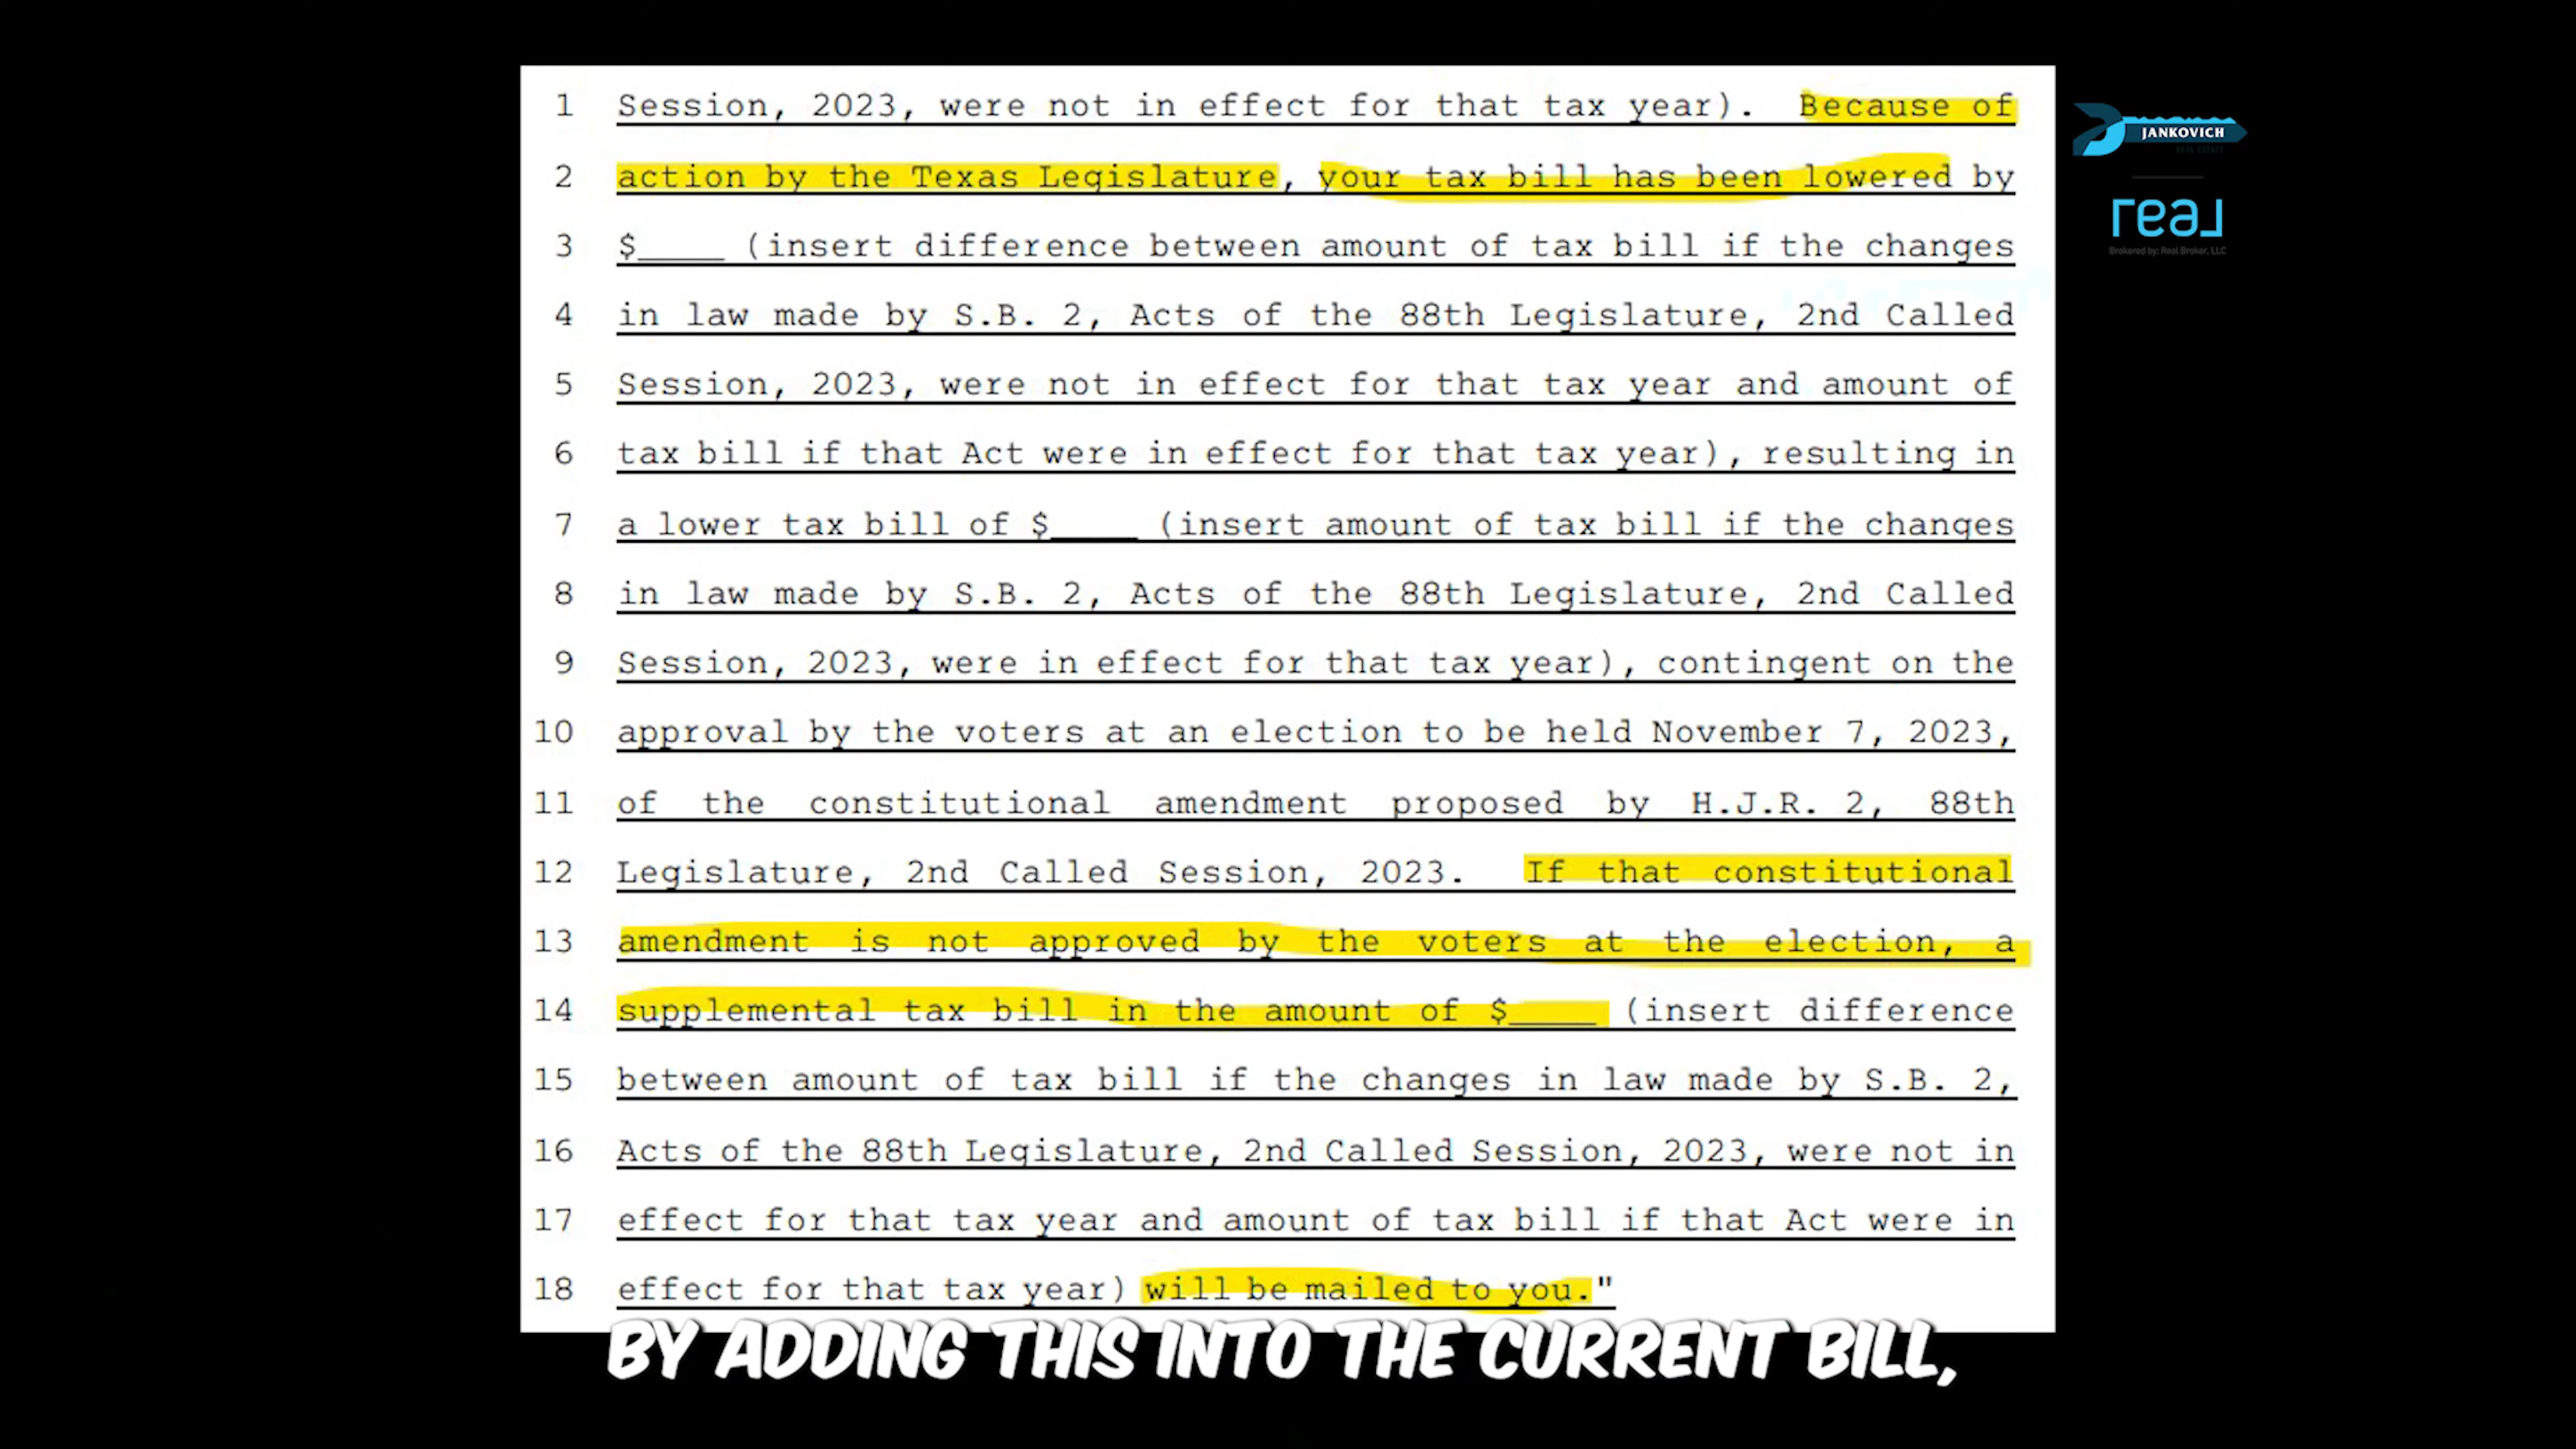 1 Session, 2023, were not in effect for that tax year). Because of
2 action by the Texas Legislature, your tax bill has been lowered by
3 $____ (insert difference between amount of tax bill if the changes
4 in law made by S.B. 2, Acts of the 88th Legislature, 2nd Called
5 Session, 2023, were not in effect for that tax year and amount of
6 tax bill if that Act were in effect for that tax year), resulting in
7 a lower tax bill of $____ (insert amount of tax bill if the changes
8 in law made by S.B. 2, Acts of the 88th Legislature, 2nd Called
9 Session, 2023, were in effect for that tax year), contingent on the
10 approval by the voters at an election to be held November 7, 2023,
11 of the constitutional amendment proposed by H.J.R. 2, 88th
12 Legislature, 2nd Called Session, 2023. If that constitutional
13 amendment is not approved by the voters at the election, a
14 supplemental tax bill in the amount of $____ (insert difference
15 between amount of tax bill if the changes in law made by S.B. 2,
16 Acts of the 88th Legislature, 2nd Called Session, 2023, were not in
17 effect for that tax year and amount of tax bill if that Act were in
18 effect for that tax year) will be mailed to you."
BY ADDING THIS INTO THE CURRENT BILL,
JANKOVICH
REAL ESTATE
real
Brokered by: Real Broker, LLC